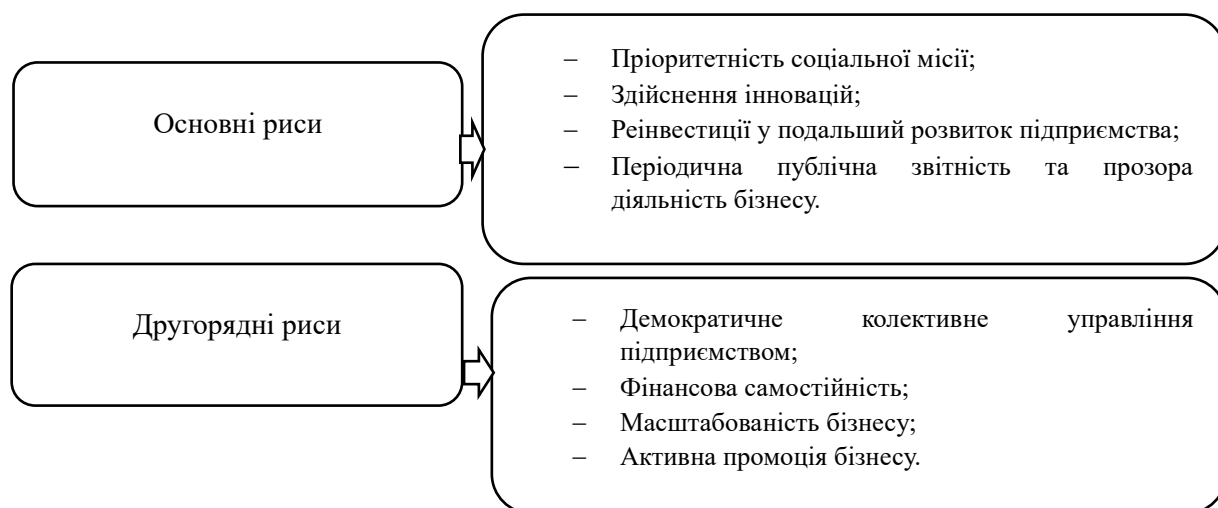 Основні риси
– Пріоритетність соціальної місії;
– Здійснення інновацій;
– Реінвестиції у подальший розвиток підприємства;
– Періодична публічна звітність та прозора
діяльність бізнесу.
Другорядні риси
– Демократичне колективне управління
підприємством;
– Фінансова самостійність;
– Масштабованість бізнесу;
– Активна промоція бізнесу.